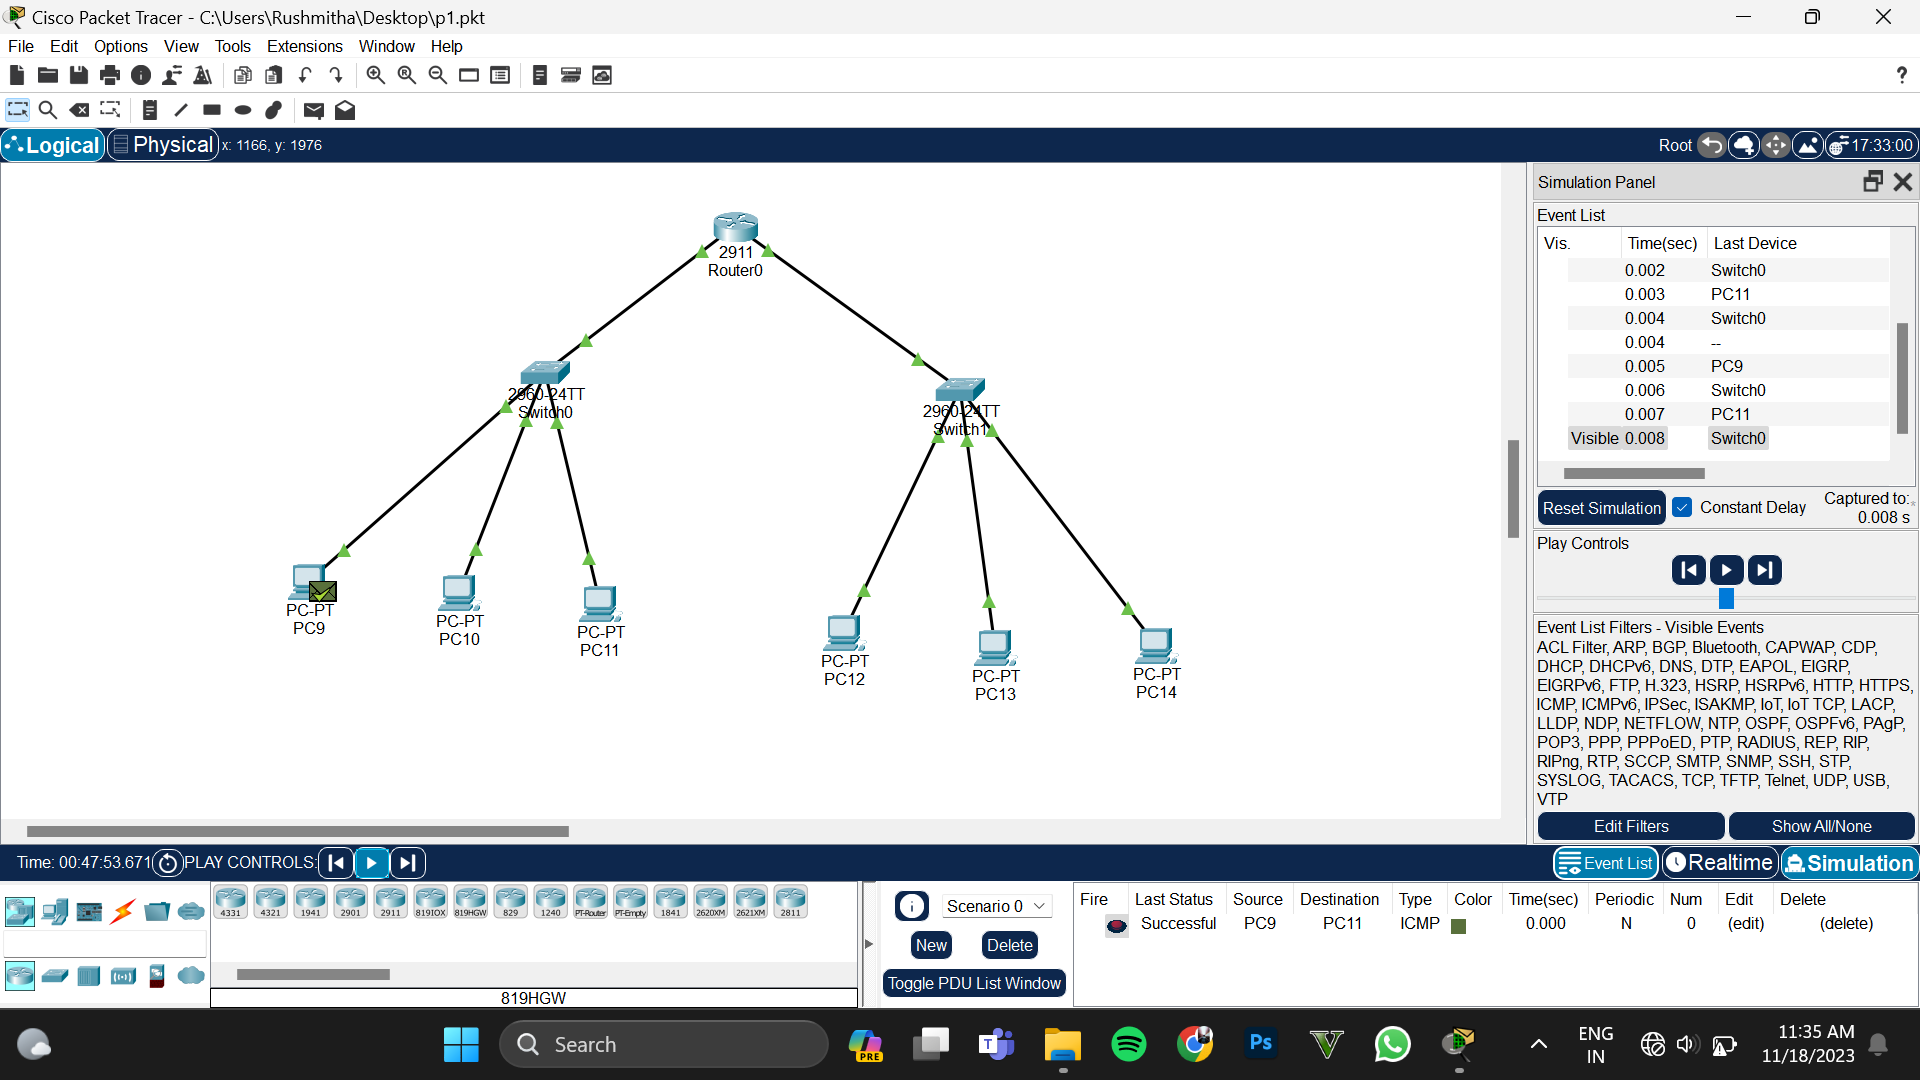 Cisco Packet Tracer - C:\Users\Rushmitha\Desktop\p1.pkt
File Edit Options View Tools Extensions Window Help
?
Logical Physical x: 1166, y: 1976 Root 17:33:00
2911
Router0
2960-24TT
Switch0
2960-24TT
Switch1
PC-PT
PC9
PC-PT
PC10
PC-PT
PC11
PC-PT
PC12
PC-PT
PC13
PC-PT
PC14
Simulation Panel
Event List
Vis. Time(sec) Last Device
0.002 Switch0
0.003 PC11
0.004 Switch0
0.004 --
0.005 PC9
0.006 Switch0
0.007 PC11
Visible 0.008 Switch0
Reset Simulation Constant Delay Captured to:
0.008 s
Play Controls
Event List Filters - Visible Events
ACL Filter, ARP, BGP, Bluetooth, CAPWAP, CDP,
DHCP, DHCPv6, DNS, DTP, EAPOL, EIGRP,
EIGRPv6, FTP, H.323, HSRP, HSRPv6, HTTP, HTTPS,
ICMP, ICMPv6, IPSec, ISAKMP, IoT, IoT TCP, LACP,
LLDP, NDP, NETFLOW, NTP, OSPF, OSPFv6, PAgP,
POP3, PPP, PPPoED, PTP, RADIUS, REP, RIP,
RIPng, RTP, SCCP, SMTP, SNMP, SSH, STP,
SYSLOG, TACACS, TCP, TFTP, Telnet, UDP, USB,
VTP
Edit Filters Show All/None
Time: 00:47:53.671 PLAY CONTROLS: Event List Realtime Simulation
4331 4321 1941 2901 2911 819IOX 819HGW 829 1240 PT-Router PT-Empty 1841 2620XM 2621XM 2811
819HGW
Scenario 0
New Delete
Toggle PDU List Window
Fire Last Status Source Destination Type Color Time(sec) Periodic Num Edit Delete
Successful PC9 PC11 ICMP 0.000 N 0 (edit) (delete)
Search
PRE
T
Ps
V
ENG
IN
11:35 AM
11/18/2023